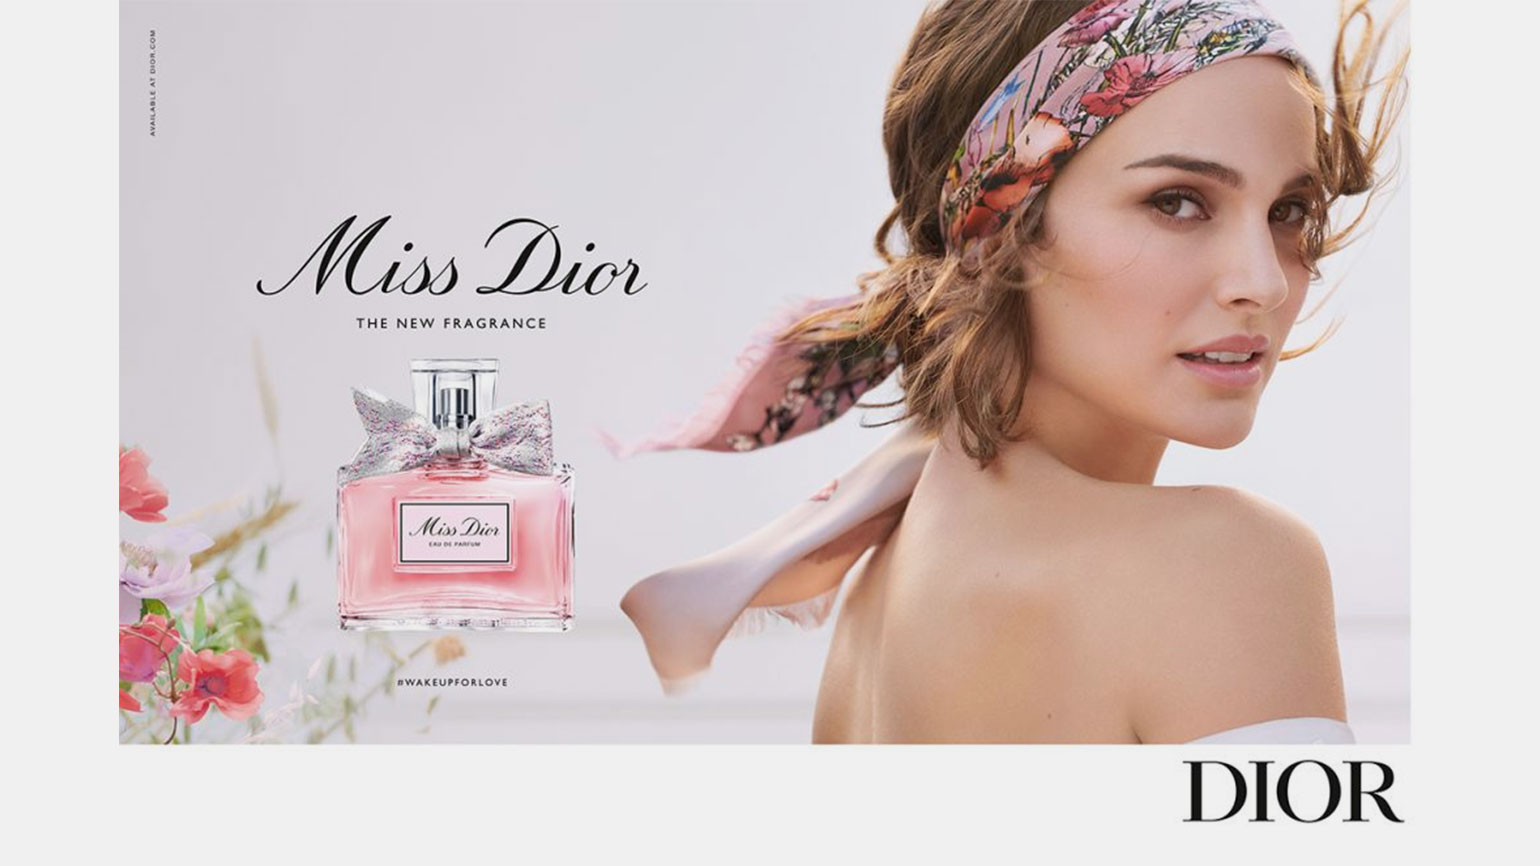 AVAILABLE AT DIOR.COM
Miss Dior
THE NEW FRAGRANCE
Miss Dior
EAU DE PARFUM
#WAKEUPFORLOVE
DIOR